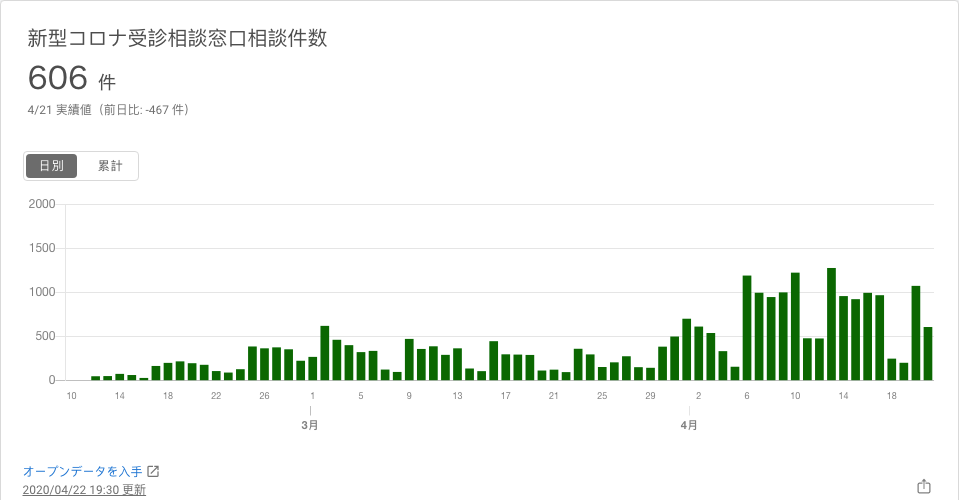 新型コロナ受診相談窓口相談件数
606 件
4/21 実績値（前日比: -467 件）
日別 累計
2000
1500
1000
500
0
10 14 18 22 26 1 5 9 13 17 21 25 29 2 6 10 14 18
3月 4月
オープンデータを入手
2020/04/22 19:30 更新